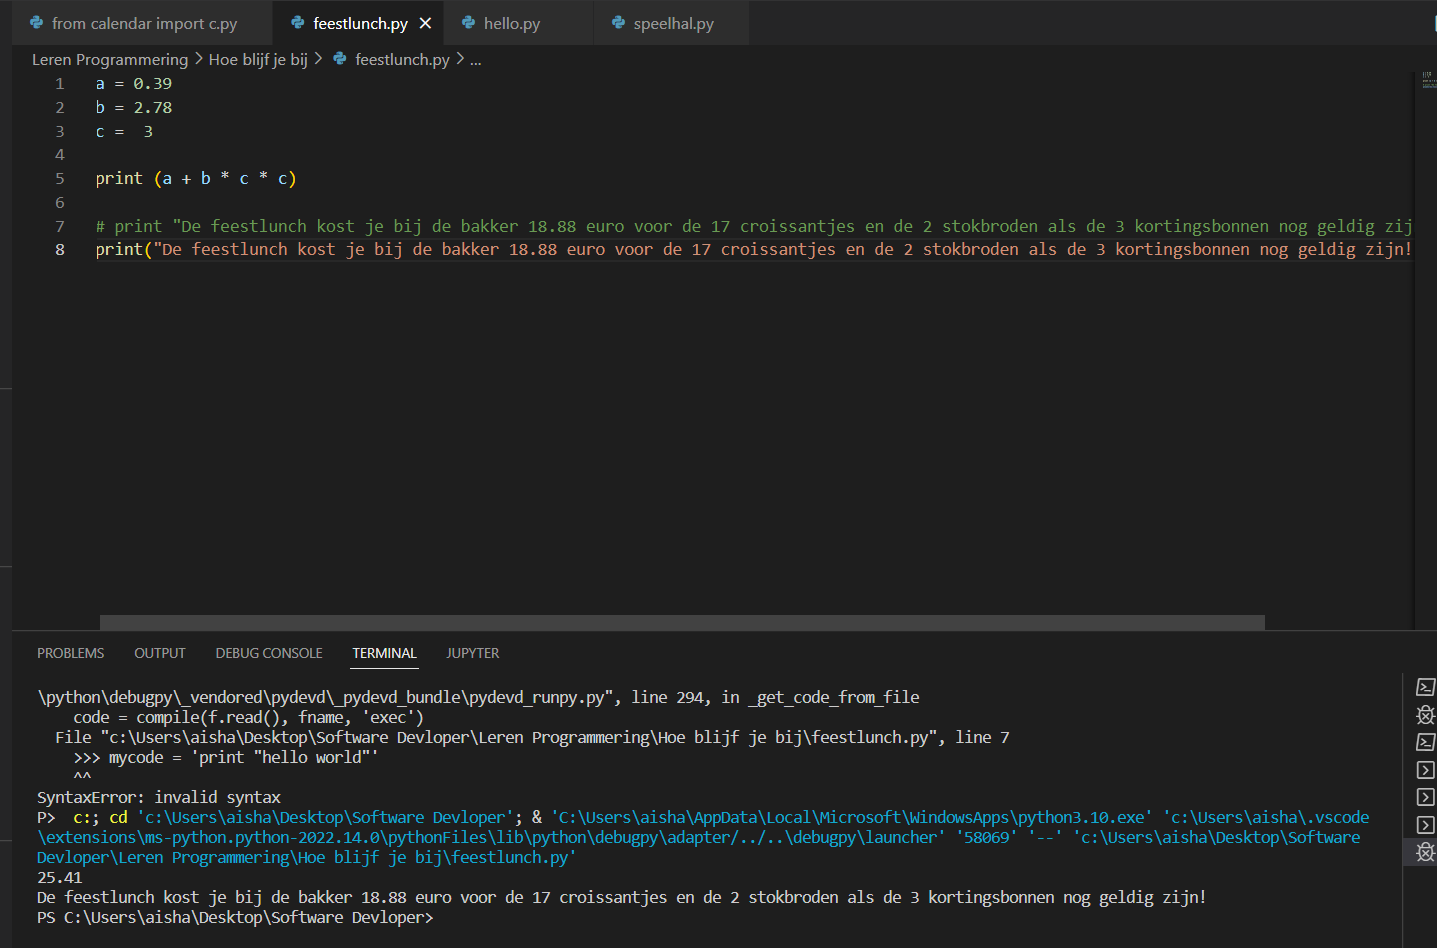 from calendar import c.py feestlunch.py hello.py speelhal.py
Leren Programmering > Hoe blijf je bij > feestlunch.py > ...
1 a = 0.39
2 b = 2.78
3 c =  3
4
5 print (a + b * c * c)
6
7 # print "De feestlunch kost je bij de bakker 18.88 euro voor de 17 croissantjes en de 2 stokbroden als de 3 kortingsbonnen nog geldig zij
8 print("De feestlunch kost je bij de bakker 18.88 euro voor de 17 croissantjes en de 2 stokbroden als de 3 kortingsbonnen nog geldig zijn!
PROBLEMS OUTPUT DEBUG CONSOLE TERMINAL JUPYTER
\python\debugpy\_vendored\pydevd\_pydevd_bundle\pydevd_runpy.py", line 294, in _get_code_from_file
    code = compile(f.read(), fname, 'exec')
  File "c:\Users\aisha\Desktop\Software Devloper\Leren Programmering\Hoe blijf je bij\feestlunch.py", line 7
    >>> mycode = 'print "hello world"'
    ^^
SyntaxError: invalid syntax
P>  c:; cd 'c:\Users\aisha\Desktop\Software Devloper'; & 'C:\Users\aisha\AppData\Local\Microsoft\WindowsApps\python3.10.exe' 'c:\Users\aisha\.vscode
\extensions\ms-python.python-2022.14.0\pythonFiles\lib\python\debugpy\adapter/../..\debugpy\launcher' '58069' '--' 'c:\Users\aisha\Desktop\Software
Devloper\Leren Programmering\Hoe blijf je bij\feestlunch.py'
25.41
De feestlunch kost je bij de bakker 18.88 euro voor de 17 croissantjes en de 2 stokbroden als de 3 kortingsbonnen nog geldig zijn!
PS C:\Users\aisha\Desktop\Software Devloper>